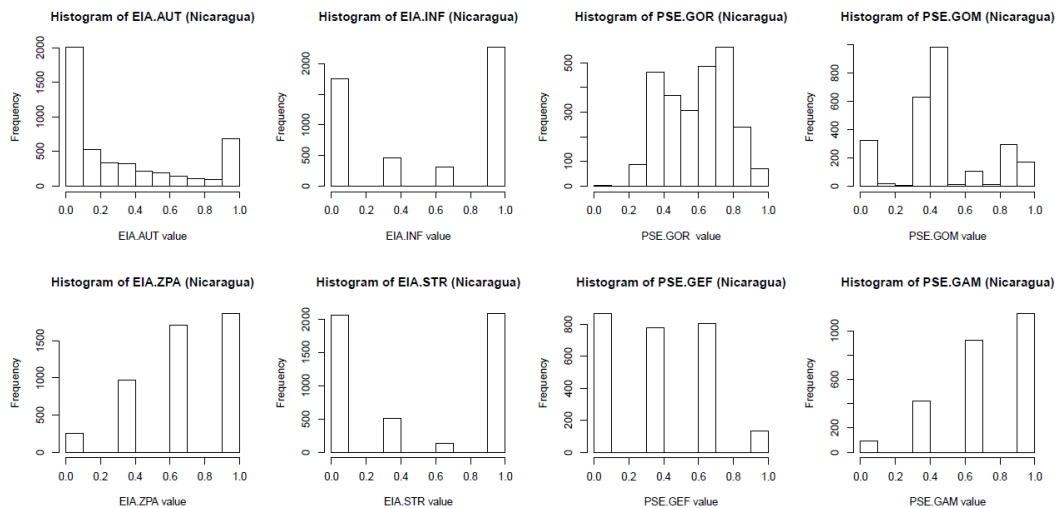 Histogram of EIA.AUT (Nicaragua)
Frequency
0 500 1000 1500 2000
0.0 0.2 0.4 0.6 0.8 1.0
EIA.AUT value
Histogram of EIA.INF (Nicaragua)
Frequency
0 500 1000 2000
0.0 0.2 0.4 0.6 0.8 1.0
EIA.INF value
Histogram of PSE.GOR (Nicaragua)
Frequency
0 100 300 500
0.0 0.2 0.4 0.6 0.8 1.0
PSE.GOR value
Histogram of PSE.GOM (Nicaragua)
Frequency
0 200 400 600 800
0.0 0.2 0.4 0.6 0.8 1.0
PSE.GOM value
Histogram of EIA.ZPA (Nicaragua)
Frequency
0 500 1000 1500
0.0 0.2 0.4 0.6 0.8 1.0
EIA.ZPA value
Histogram of EIA.STR (Nicaragua)
Frequency
0 500 1000 1500 2000
0.0 0.2 0.4 0.6 0.8 1.0
EIA.STR value
Histogram of PSE.GEF (Nicaragua)
Frequency
0 200 400 600 800
0.0 0.2 0.4 0.6 0.8 1.0
PSE.GEF value
Histogram of PSE.GAM (Nicaragua)
Frequency
0 200 600 1000
0.0 0.2 0.4 0.6 0.8 1.0
PSE.GAM value